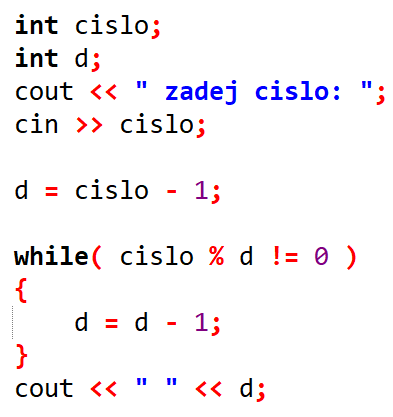 int cislo;
int d;
cout << " zadej cislo: ";
cin >> cislo;
d = cislo - 1;
while( cislo % d != 0 )
{
d = d - 1;
}
cout << " " << d;